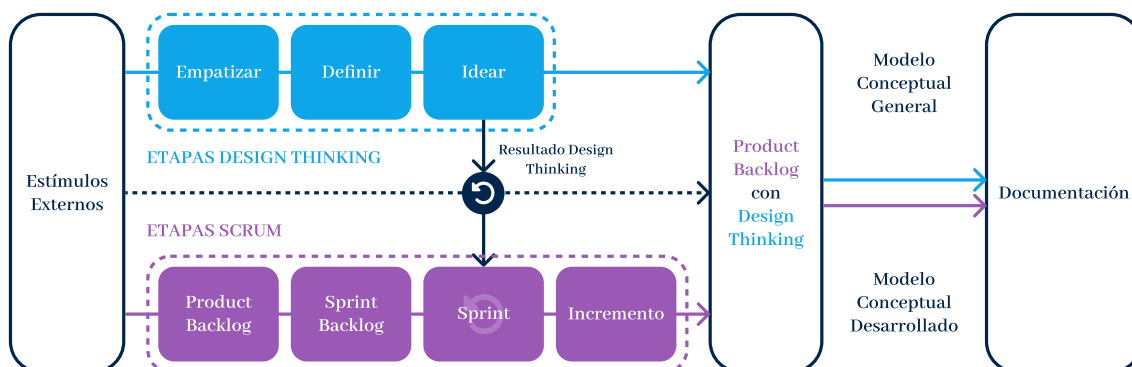 Estímulos
Externos
Empatizar
Definir
Idear
ETAPAS DESIGN THINKING
Resultado Design
Thinking
ETAPAS SCRUM
Product
Backlog
Sprint
Backlog
Sprint
Incremento
Product
Backlog
con
Design
Thinking
Modelo
Conceptual
General
Modelo
Conceptual
Desarrollado
Documentación